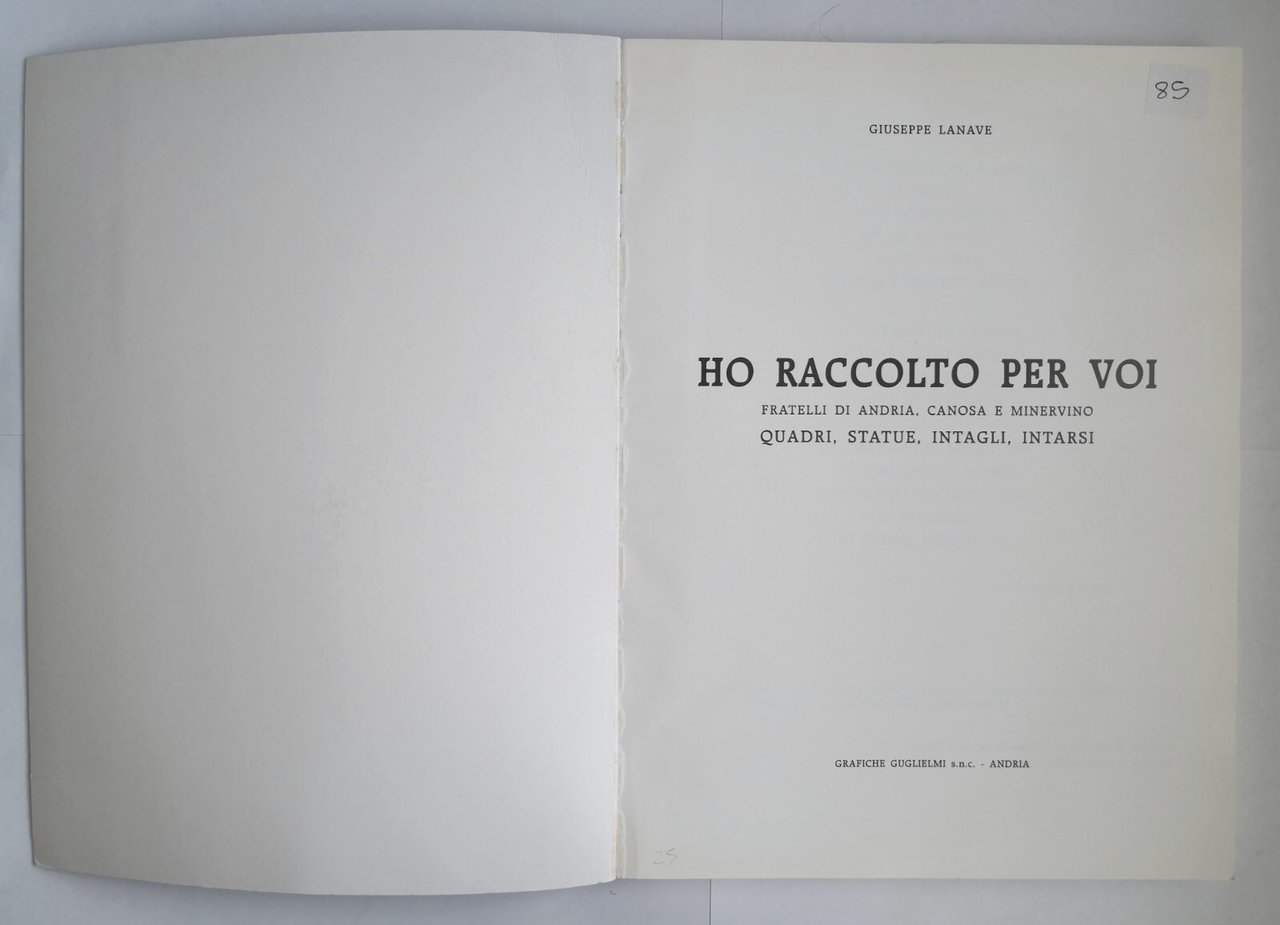 85
GIUSEPPE LANAVE
HO RACCOLTO PER VOI
FRATELLI DI ANDRIA, CANOSA E MINERVINO
QUADRI, STATUE, INTAGLI, INTARSI
GRAFICHE GUGLIELMI s.n.c. - ANDRIA
25